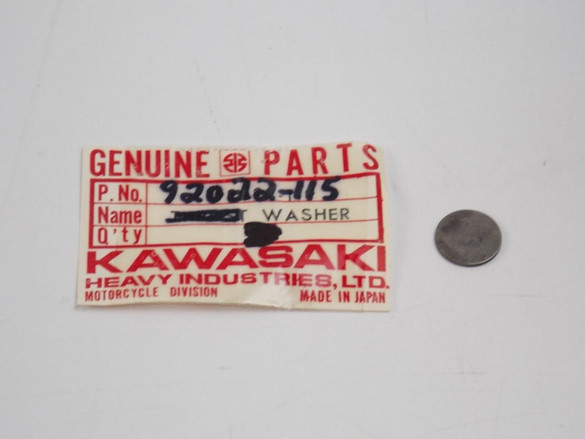 GENUINE PARTS
P. No. 92022-115
Name WASHER
Q'ty
KAWASAKI
HEAVY INDUSTRIES, LTD.
MOTORCYCLE DIVISION MADE IN JAPAN